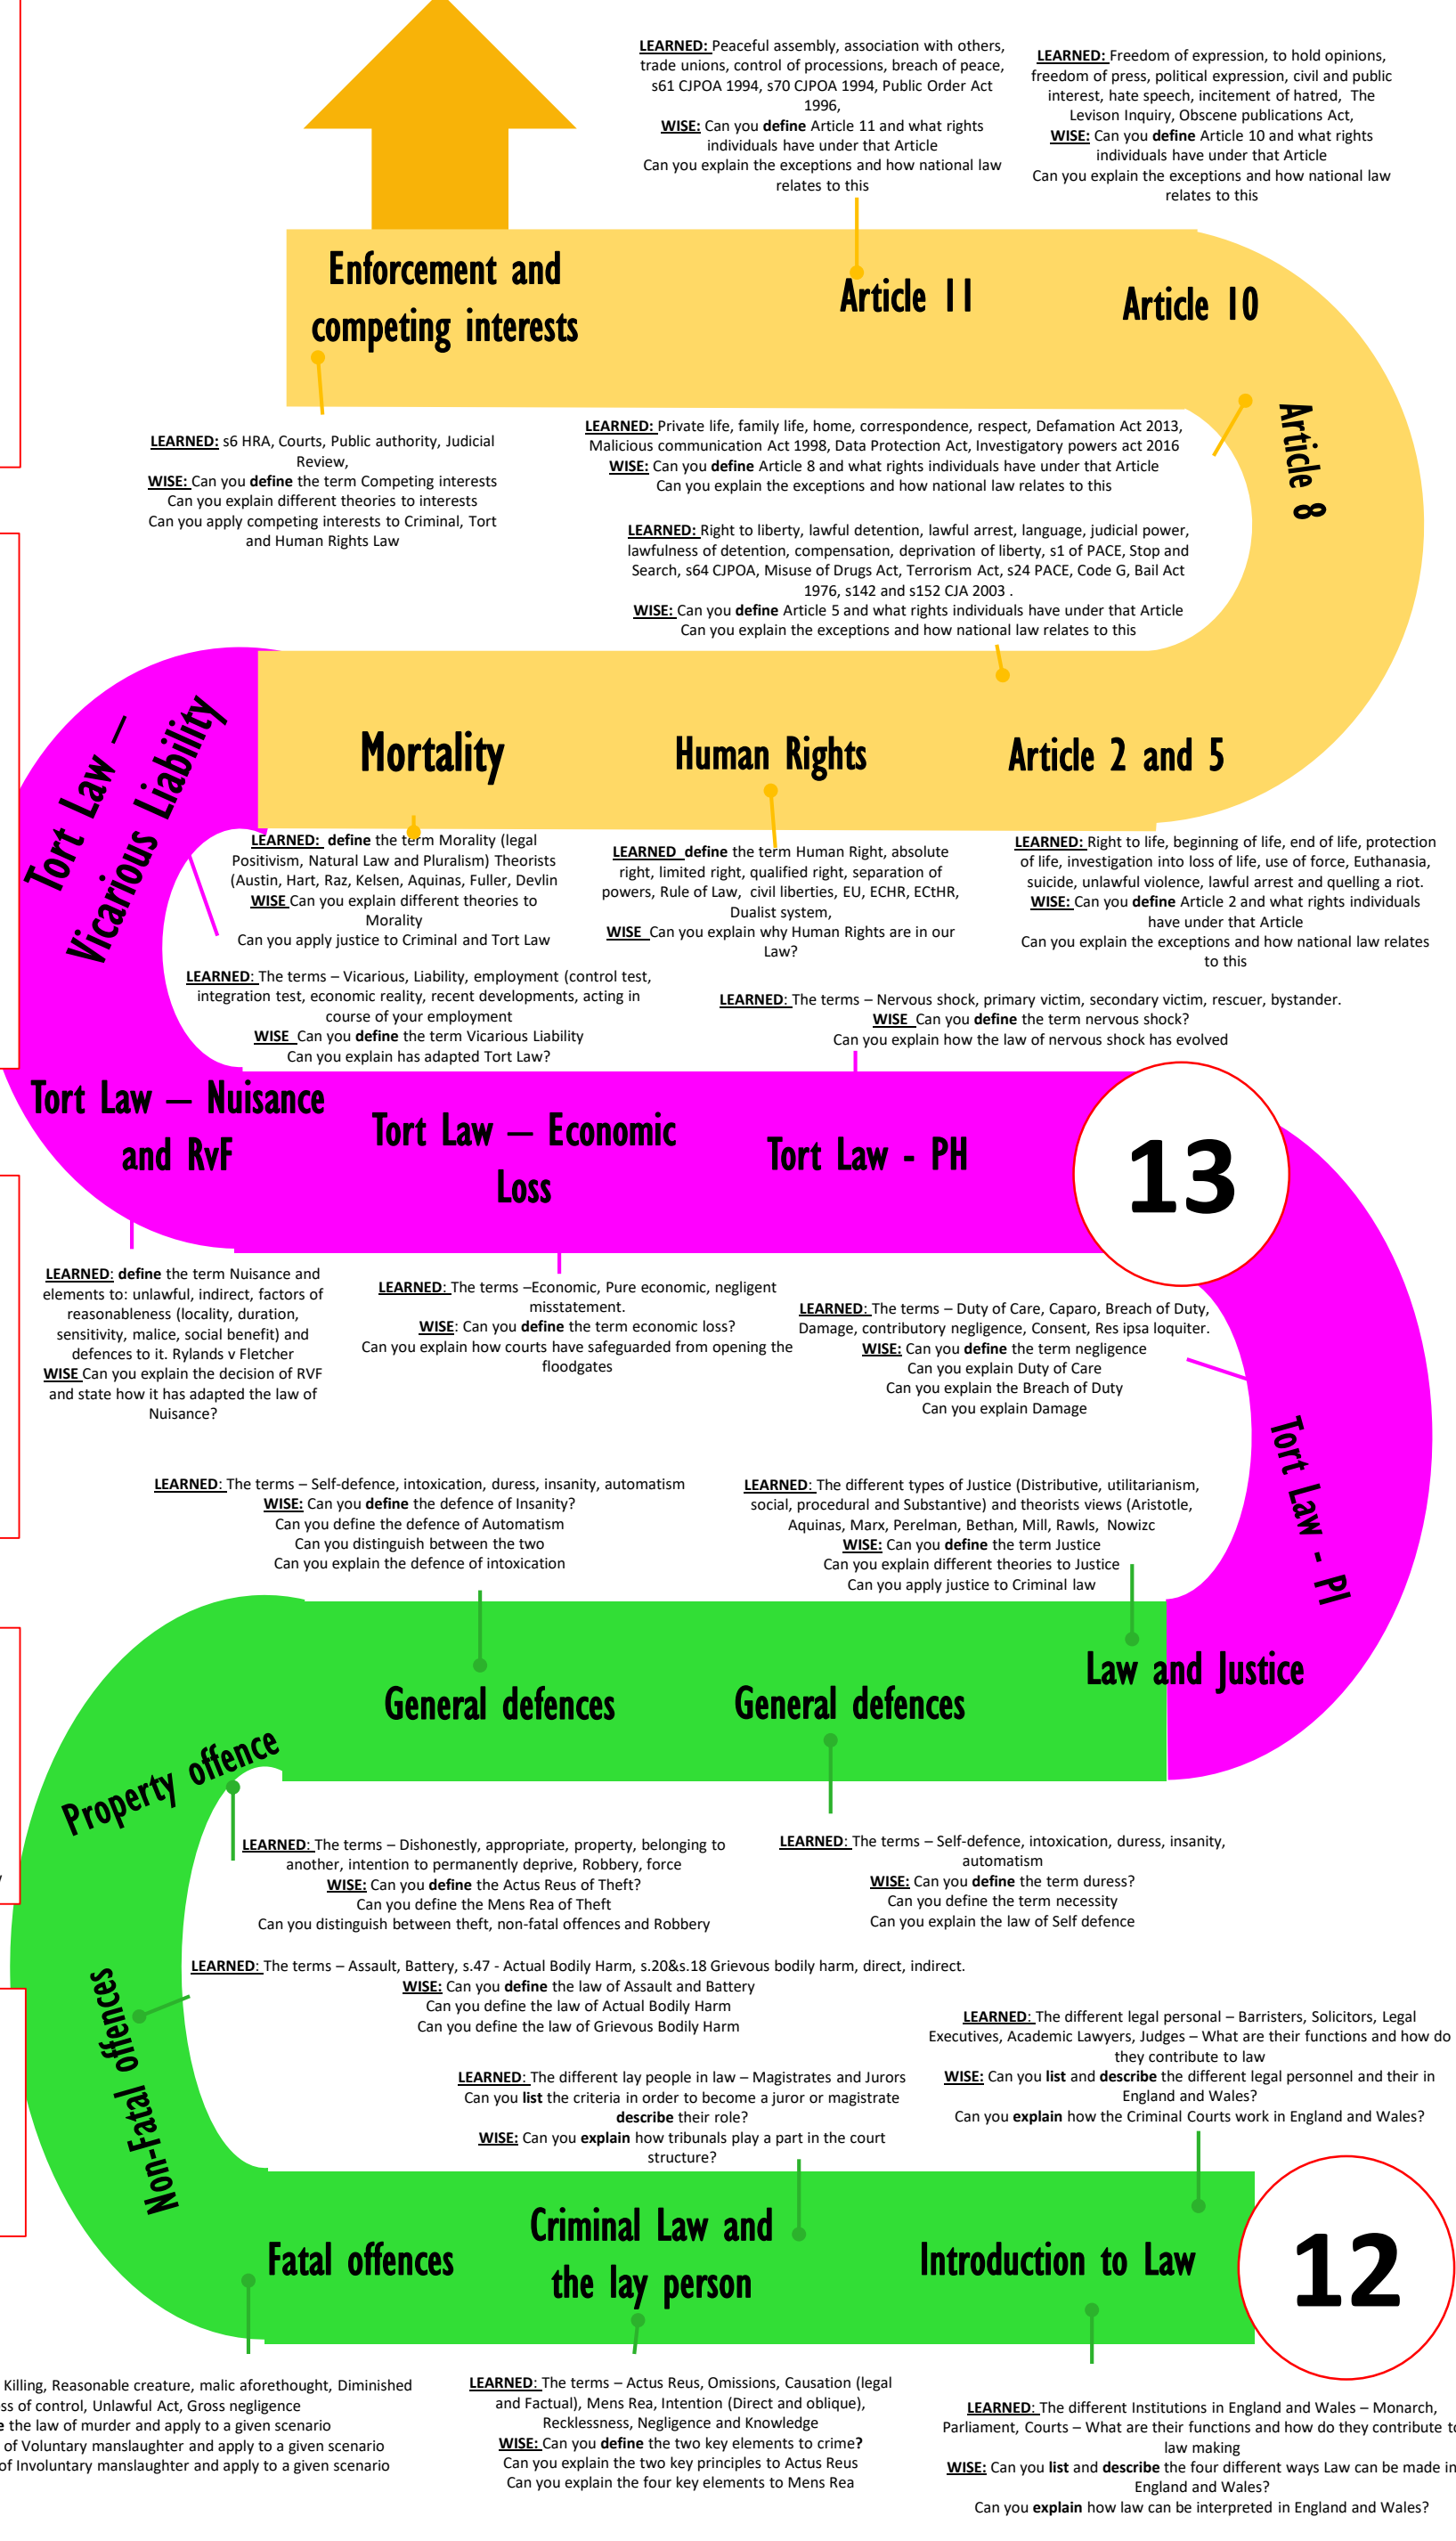 LEARNED: Peaceful assembly, association with others,
trade unions, control of processions, breach of peace,
s61 CJPOA 1994, s70 CJPOA 1994, Public Order Act
1996,
WISE: Can you define Article 11 and what rights
individuals have under that Article
Can you explain the exceptions and how national law
relates to this
LEARNED: Freedom of expression, to hold opinions,
freedom of press, political expression, civil and public
interest, hate speech, incitement of hatred, The
Levison Inquiry, Obscene publications Act,
WISE: Can you define Article 10 and what rights
individuals have under that Article
Can you explain the exceptions and how national law
relates to this
Enforcement and
competing interests
Article 11
Article 10
Article 8
LEARNED: s6 HRA, Courts, Public authority, Judicial
Review,
WISE: Can you define the term Competing interests
Can you explain different theories to interests
Can you apply competing interests to Criminal, Tort
and Human Rights Law
LEARNED: Private life, family life, home, correspondence, respect, Defamation Act 2013,
Malicious communication Act 1998, Data Protection Act, Investigatory powers act 2016
WISE: Can you define Article 8 and what rights individuals have under that Article
Can you explain the exceptions and how national law relates to this
LEARNED: Right to liberty, lawful detention, lawful arrest, language, judicial power,
lawfulness of detention, compensation, deprivation of liberty, s1 of PACE, Stop and
Search, s64 CJPOA, Misuse of Drugs Act, Terrorism Act, s24 PACE, Code G, Bail Act
1976, s142 and s152 CJA 2003 .
WISE: Can you define Article 5 and what rights individuals have under that Article
Can you explain the exceptions and how national law relates to this
Tort Law –
Vicarious Liability
Mortality
Human Rights
Article 2 and 5
LEARNED: define the term Morality (legal
Positivism, Natural Law and Pluralism) Theorists
(Austin, Hart, Raz, Kelsen, Aquinas, Fuller, Devlin
WISE Can you explain different theories to
Morality
Can you apply justice to Criminal and Tort Law
LEARNED define the term Human Right, absolute
right, limited right, qualified right, separation of
powers, Rule of Law, civil liberties, EU, ECHR, ECtHR,
Dualist system,
WISE Can you explain why Human Rights are in our
Law?
LEARNED: Right to life, beginning of life, end of life, protection
of life, investigation into loss of life, use of force, Euthanasia,
suicide, unlawful violence, lawful arrest and quelling a riot.
WISE: Can you define Article 2 and what rights individuals
have under that Article
Can you explain the exceptions and how national law relates
to this
LEARNED: The terms – Vicarious, Liability, employment (control test,
integration test, economic reality, recent developments, acting in
course of your employment
WISE Can you define the term Vicarious Liability
Can you explain has adapted Tort Law?
LEARNED: The terms – Nervous shock, primary victim, secondary victim, rescuer, bystander.
WISE Can you define the term nervous shock?
Can you explain how the law of nervous shock has evolved
Tort Law – Nuisance
and RvF
Tort Law – Economic
Loss
Tort Law - PH
13
LEARNED: define the term Nuisance and
elements to: unlawful, indirect, factors of
reasonableness (locality, duration,
sensitivity, malice, social benefit) and
defences to it. Rylands v Fletcher
WISE Can you explain the decision of RVF
and state how it has adapted the law of
Nuisance?
LEARNED: The terms –Economic, Pure economic, negligent
misstatement.
WISE: Can you define the term economic loss?
Can you explain how courts have safeguarded from opening the
floodgates
LEARNED: The terms – Duty of Care, Caparo, Breach of Duty,
Damage, contributory negligence, Consent, Res ipsa loquiter.
WISE: Can you define the term negligence
Can you explain Duty of Care
Can you explain the Breach of Duty
Can you explain Damage
Tort Law - PI
LEARNED: The terms – Self-defence, intoxication, duress, insanity, automatism
WISE: Can you define the defence of Insanity?
Can you define the defence of Automatism
Can you distinguish between the two
Can you explain the defence of intoxication
LEARNED: The different types of Justice (Distributive, utilitarianism,
social, procedural and Substantive) and theorists views (Aristotle,
Aquinas, Marx, Perelman, Bethan, Mill, Rawls, Nowizc
WISE: Can you define the term Justice
Can you explain different theories to Justice
Can you apply justice to Criminal law
Property offence
General defences
General defences
Law and Justice
LEARNED: The terms – Dishonestly, appropriate, property, belonging to
another, intention to permanently deprive, Robbery, force
WISE: Can you define the Actus Reus of Theft?
Can you define the Mens Rea of Theft
Can you distinguish between theft, non-fatal offences and Robbery
LEARNED: The terms – Self-defence, intoxication, duress, insanity,
automatism
WISE: Can you define the term duress?
Can you define the term necessity
Can you explain the law of Self defence
Non-Fatal offences
LEARNED: The terms – Assault, Battery, s.47 - Actual Bodily Harm, s.20&s.18 Grievous bodily harm, direct, indirect.
WISE: Can you define the law of Assault and Battery
Can you define the law of Actual Bodily Harm
Can you define the law of Grievous Bodily Harm
LEARNED: The different lay people in law – Magistrates and Jurors
Can you list the criteria in order to become a juror or magistrate
describe their role?
WISE: Can you explain how tribunals play a part in the court
structure?
LEARNED: The different legal personal – Barristers, Solicitors, Legal
Executives, Academic Lawyers, Judges – What are their functions and how do
they contribute to law
WISE: Can you list and describe the different legal personnel and their in
England and Wales?
Can you explain how the Criminal Courts work in England and Wales?
Fatal offences
Criminal Law and
the lay person
Introduction to Law
12
Killing, Reasonable creature, malic aforethought, Diminished
ss of control, Unlawful Act, Gross negligence
e the law of murder and apply to a given scenario
of Voluntary manslaughter and apply to a given scenario
of Involuntary manslaughter and apply to a given scenario
LEARNED: The terms – Actus Reus, Omissions, Causation (legal
and Factual), Mens Rea, Intention (Direct and oblique),
Recklessness, Negligence and Knowledge
WISE: Can you define the two key elements to crime?
Can you explain the two key principles to Actus Reus
Can you explain the four key elements to Mens Rea
LEARNED: The different Institutions in England and Wales – Monarch,
Parliament, Courts – What are their functions and how do they contribute to
law making
WISE: Can you list and describe the four different ways Law can be made in
England and Wales?
Can you explain how law can be interpreted in England and Wales?